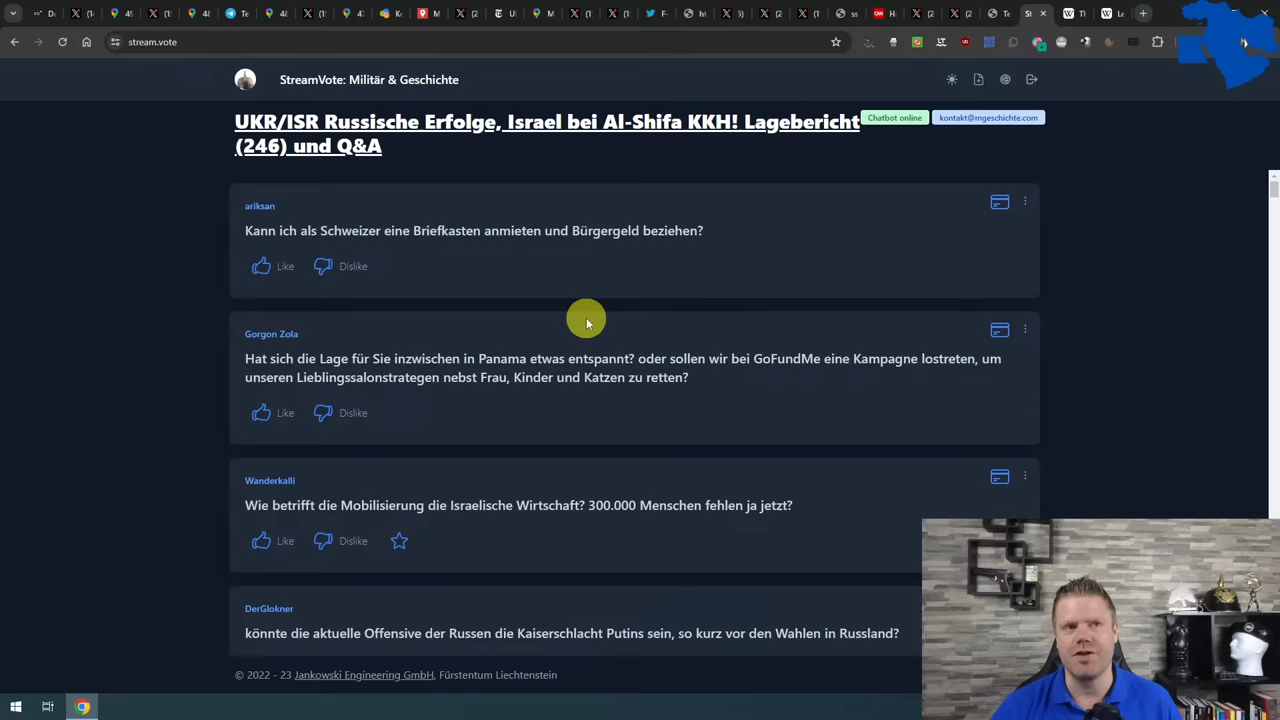 stream.vote
StreamVote: Militär & Geschichte
UKR/ISR Russische Erfolge, Israel bei Al-Shifa KKH! Lagebericht
(246) und Q&A
Chatbot online
kontakt@mgeschichte.com
ariksan
Kann ich als Schweizer eine Briefkasten anmieten und Bürgergeld beziehen?
Like Dislike
Gorgon Zola
Hat sich die Lage für Sie inzwischen in Panama etwas entspannt? oder sollen wir bei GoFundMe eine Kampagne lostreten, um
unseren Lieblingssalonstrategen nebst Frau, Kinder und Katzen zu retten?
Like Dislike
Wanderkalli
Wie betrifft die Mobilisierung die Israelische Wirtschaft? 300.000 Menschen fehlen ja jetzt?
Like Dislike
DerGlokner
könnte die aktuelle Offensive der Russen die Kaiserschlacht Putins sein, so kurz vor den Wahlen in Russland?
© 2022 - 23 Jankowski Engineering GmbH, Fürstentum Liechtenstein